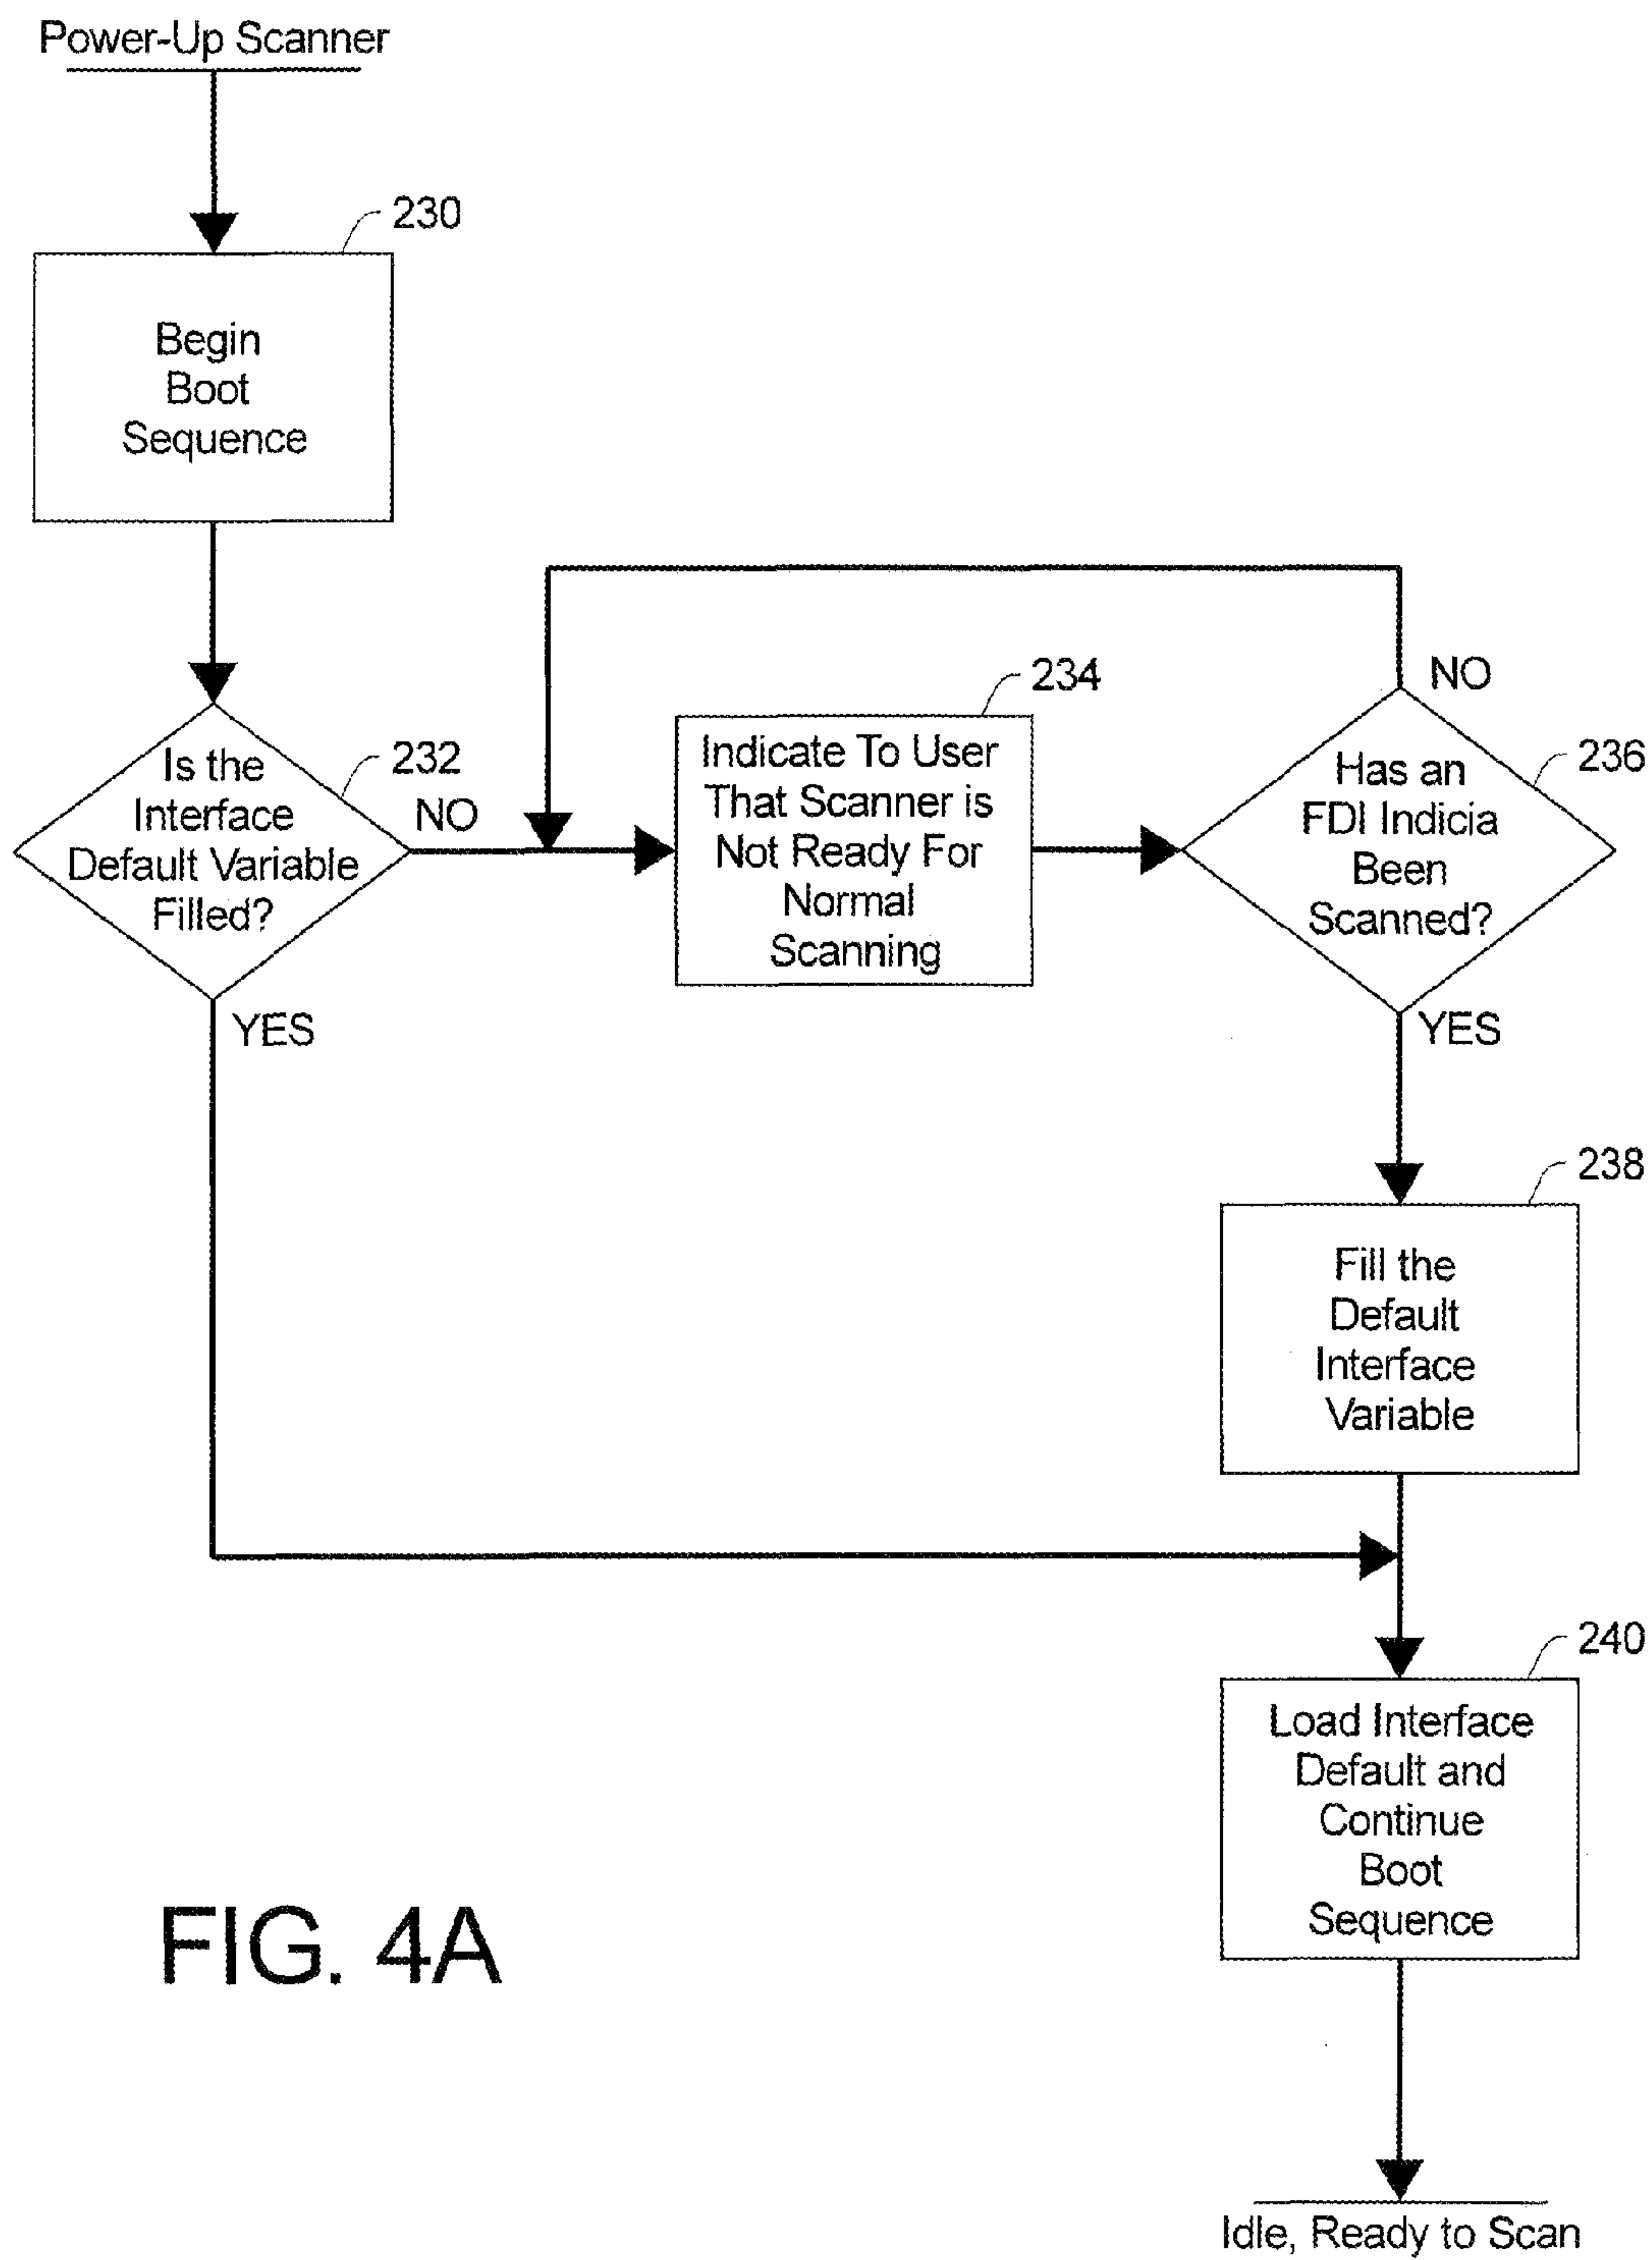 Power-Up Scanner
230
Begin
Boot
Sequence
232
Is the
Interface
Default Variable
Filled?
NO
YES
234
Indicate To User
That Scanner is
Not Ready For
Normal
Scanning
NO
236
Has an
FDI Indicia
Been
Scanned?
YES
238
Fill the
Default
Interface
Variable
240
Load Interface
Default and
Continue
Boot
Sequence
FIG. 4A
Idle, Ready to Scan